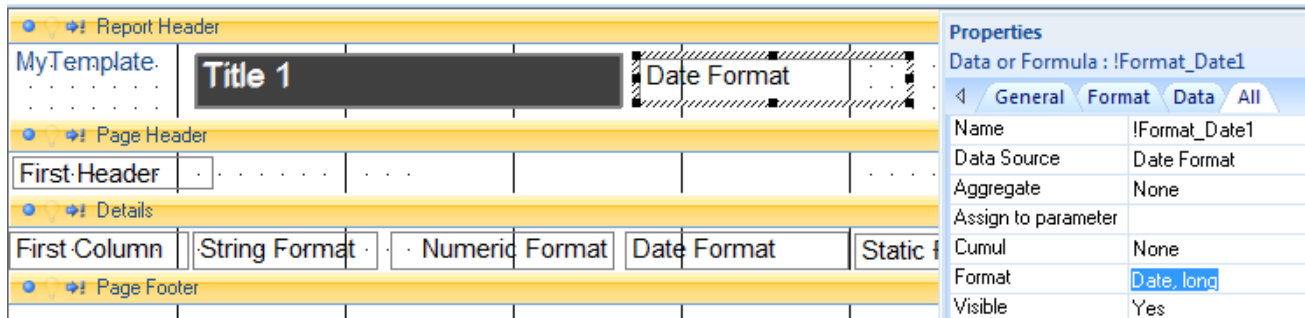 Report Header
MyTemplate
Title 1
Date Format
Page Header
First Header
Details
First Column
String Format
Numeric Format
Date Format
Static
Page Footer
Properties
Data or Formula : !Format_Date1
General Format Data All
Name !Format_Date1
Data Source Date Format
Aggregate None
Assign to parameter
Cumul None
Format Date, long
Visible Yes